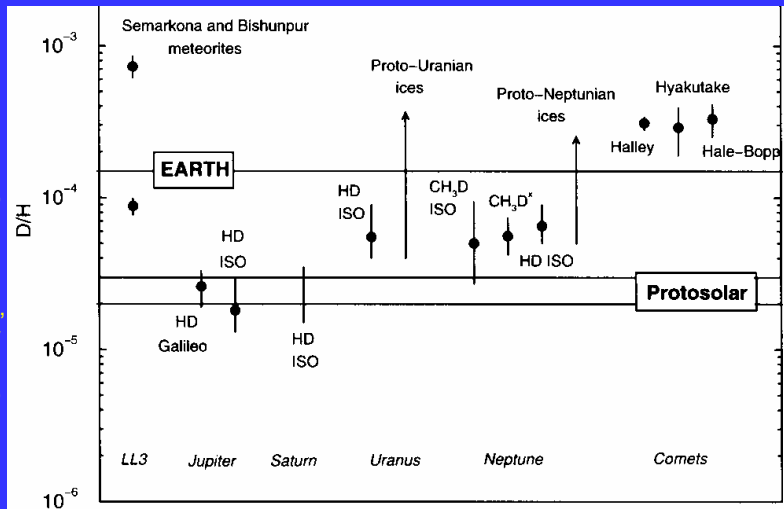 Semarkona and Bishunpur
meteorites
Proto-Uranian
ices
Proto-Neptunian
ices
Hyakutake
Halley
Hale-Bopp
EARTH
HD
ISO
HD
ISO
CH₃D
ISO
CH₃Dˣ
HD ISO
Protosolar
HD
Galileo
HD
ISO
LL3
Jupiter
Saturn
Uranus
Neptune
Comets
D/H
10⁻³
10⁻⁴
10⁻⁵
10⁻⁶